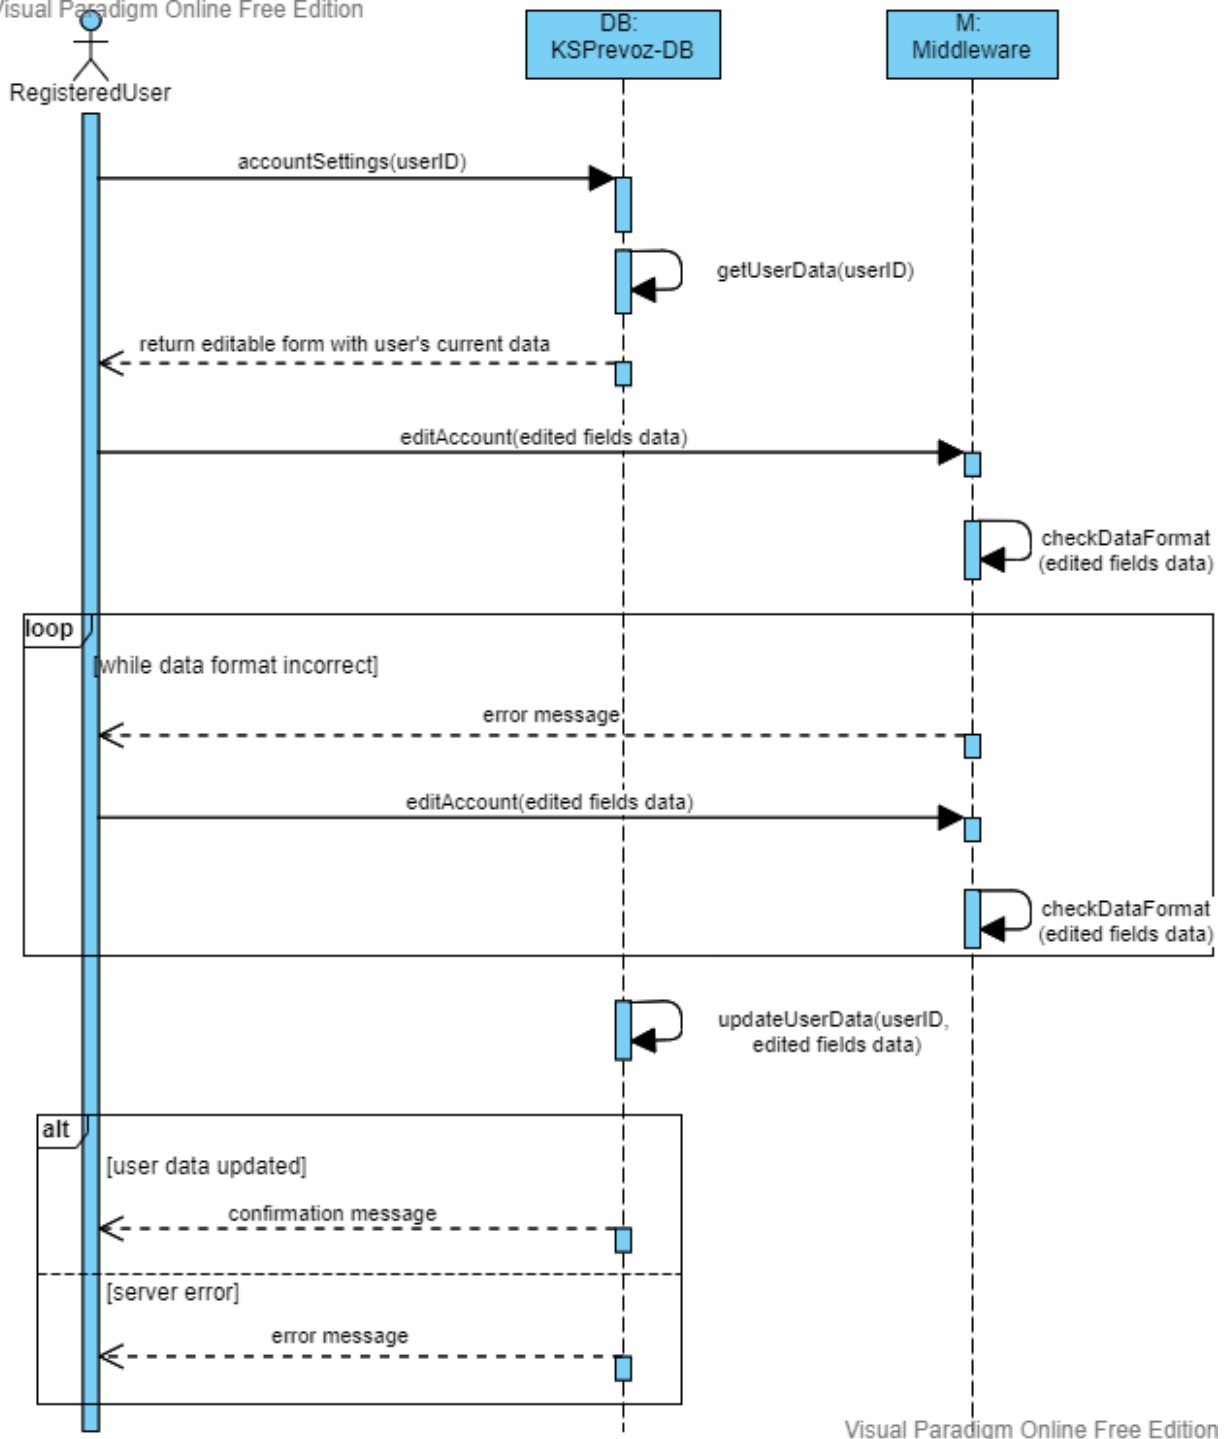 Visual Paradigm Online Free Edition
DB:
KSPrevoz-DB
M:
Middleware
RegisteredUser
accountSettings(userID)
getUserData(userID)
return editable form with user's current data
editAccount(edited fields data)
checkDataFormat
(edited fields data)
loop
[while data format incorrect]
error message
editAccount(edited fields data)
checkDataFormat
(edited fields data)
updateUserData(userID,
edited fields data)
alt
[user data updated]
confirmation message
[server error]
error message
Visual Paradigm Online Free Edition